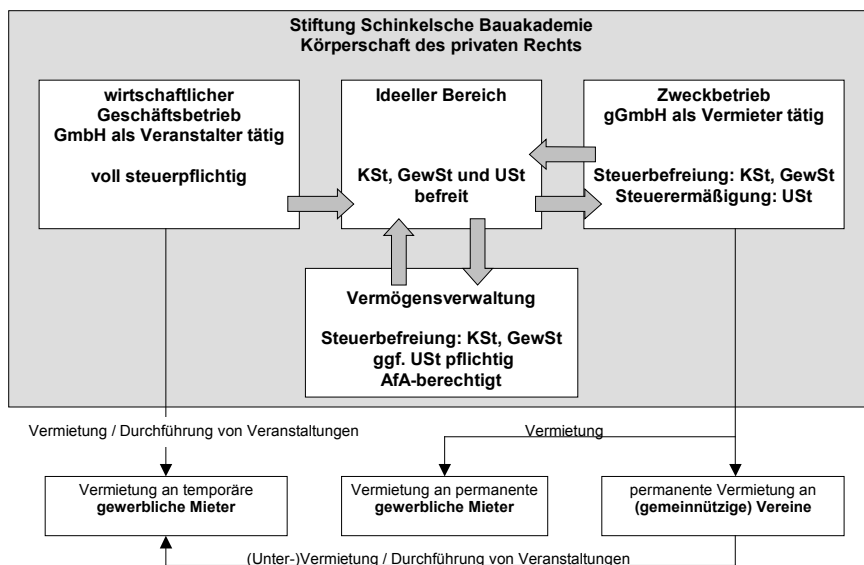 Stiftung Schinkelsche Bauakademie
Körperschaft des privaten Rechts
wirtschaftlicher
Geschäftsbetrieb
GmbH als Veranstalter tätig
voll steuerpflichtig
Ideeller Bereich
KSt, GewSt und USt
befreit
Zweckbetrieb
gGmbH als Vermieter tätig
Steuerbefreiung: KSt, GewSt
Steuerermäßigung: USt
Vermögensverwaltung
Steuerbefreiung: KSt, GewSt
ggf. USt pflichtig
AfA-berechtigt
Vermietung / Durchführung von Veranstaltungen
Vermietung
Vermietung an temporäre
gewerbliche Mieter
Vermietung an permanente
gewerbliche Mieter
permanente Vermietung an
(gemeinnützige) Vereine
(Unter-)Vermietung / Durchführung von Veranstaltungen